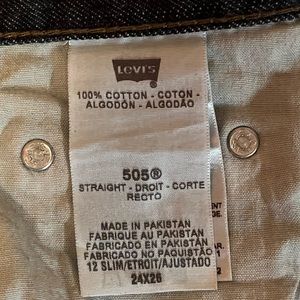 Levi's
100% COTTON - COTON -
ALGODÓN - ALGODÃO
505®
STRAIGHT - DROIT - CORTE
RECTO
MADE IN PAKISTAN
FABRIQUE AU PAKISTAN
FABRICADO EN PAKISTAN
FABRICADO NO PAQUISTÃO
12 SLIM/ETROIT/AJUSTADO
24X26